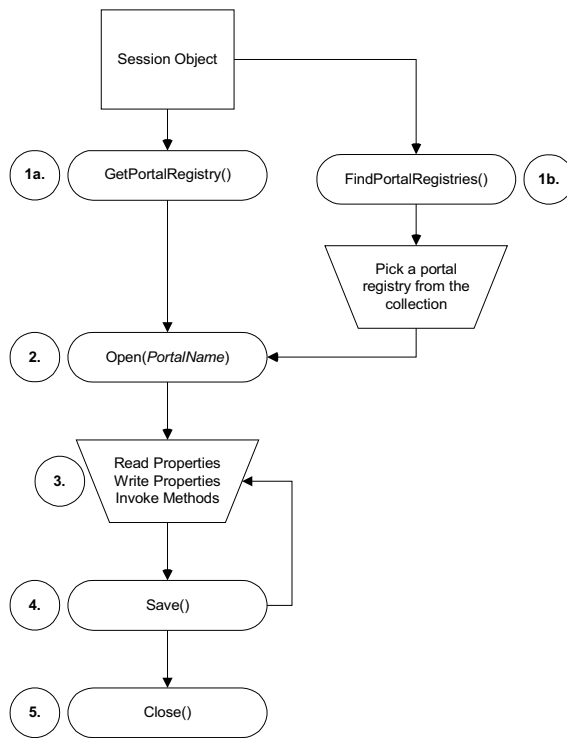 Session Object
1a.
GetPortalRegistry()
FindPortalRegistries()
1b.
Pick a portal
registry from the
collection
2.
Open(PortalName)
3.
Read Properties
Write Properties
Invoke Methods
4.
Save()
5.
Close()